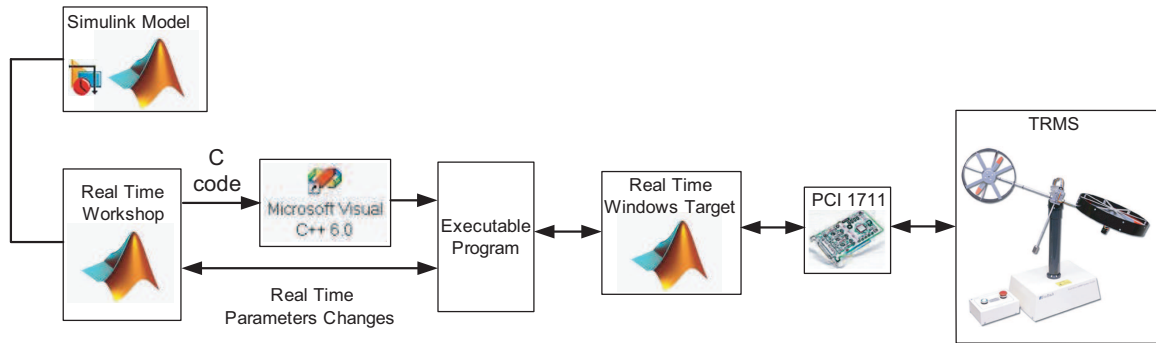 Simulink Model
Real Time
Workshop
C
code
Microsoft Visual
C++ 6.0
Real Time
Parameters Changes
Executable
Program
Real Time
Windows Target
PCI 1711
TRMS